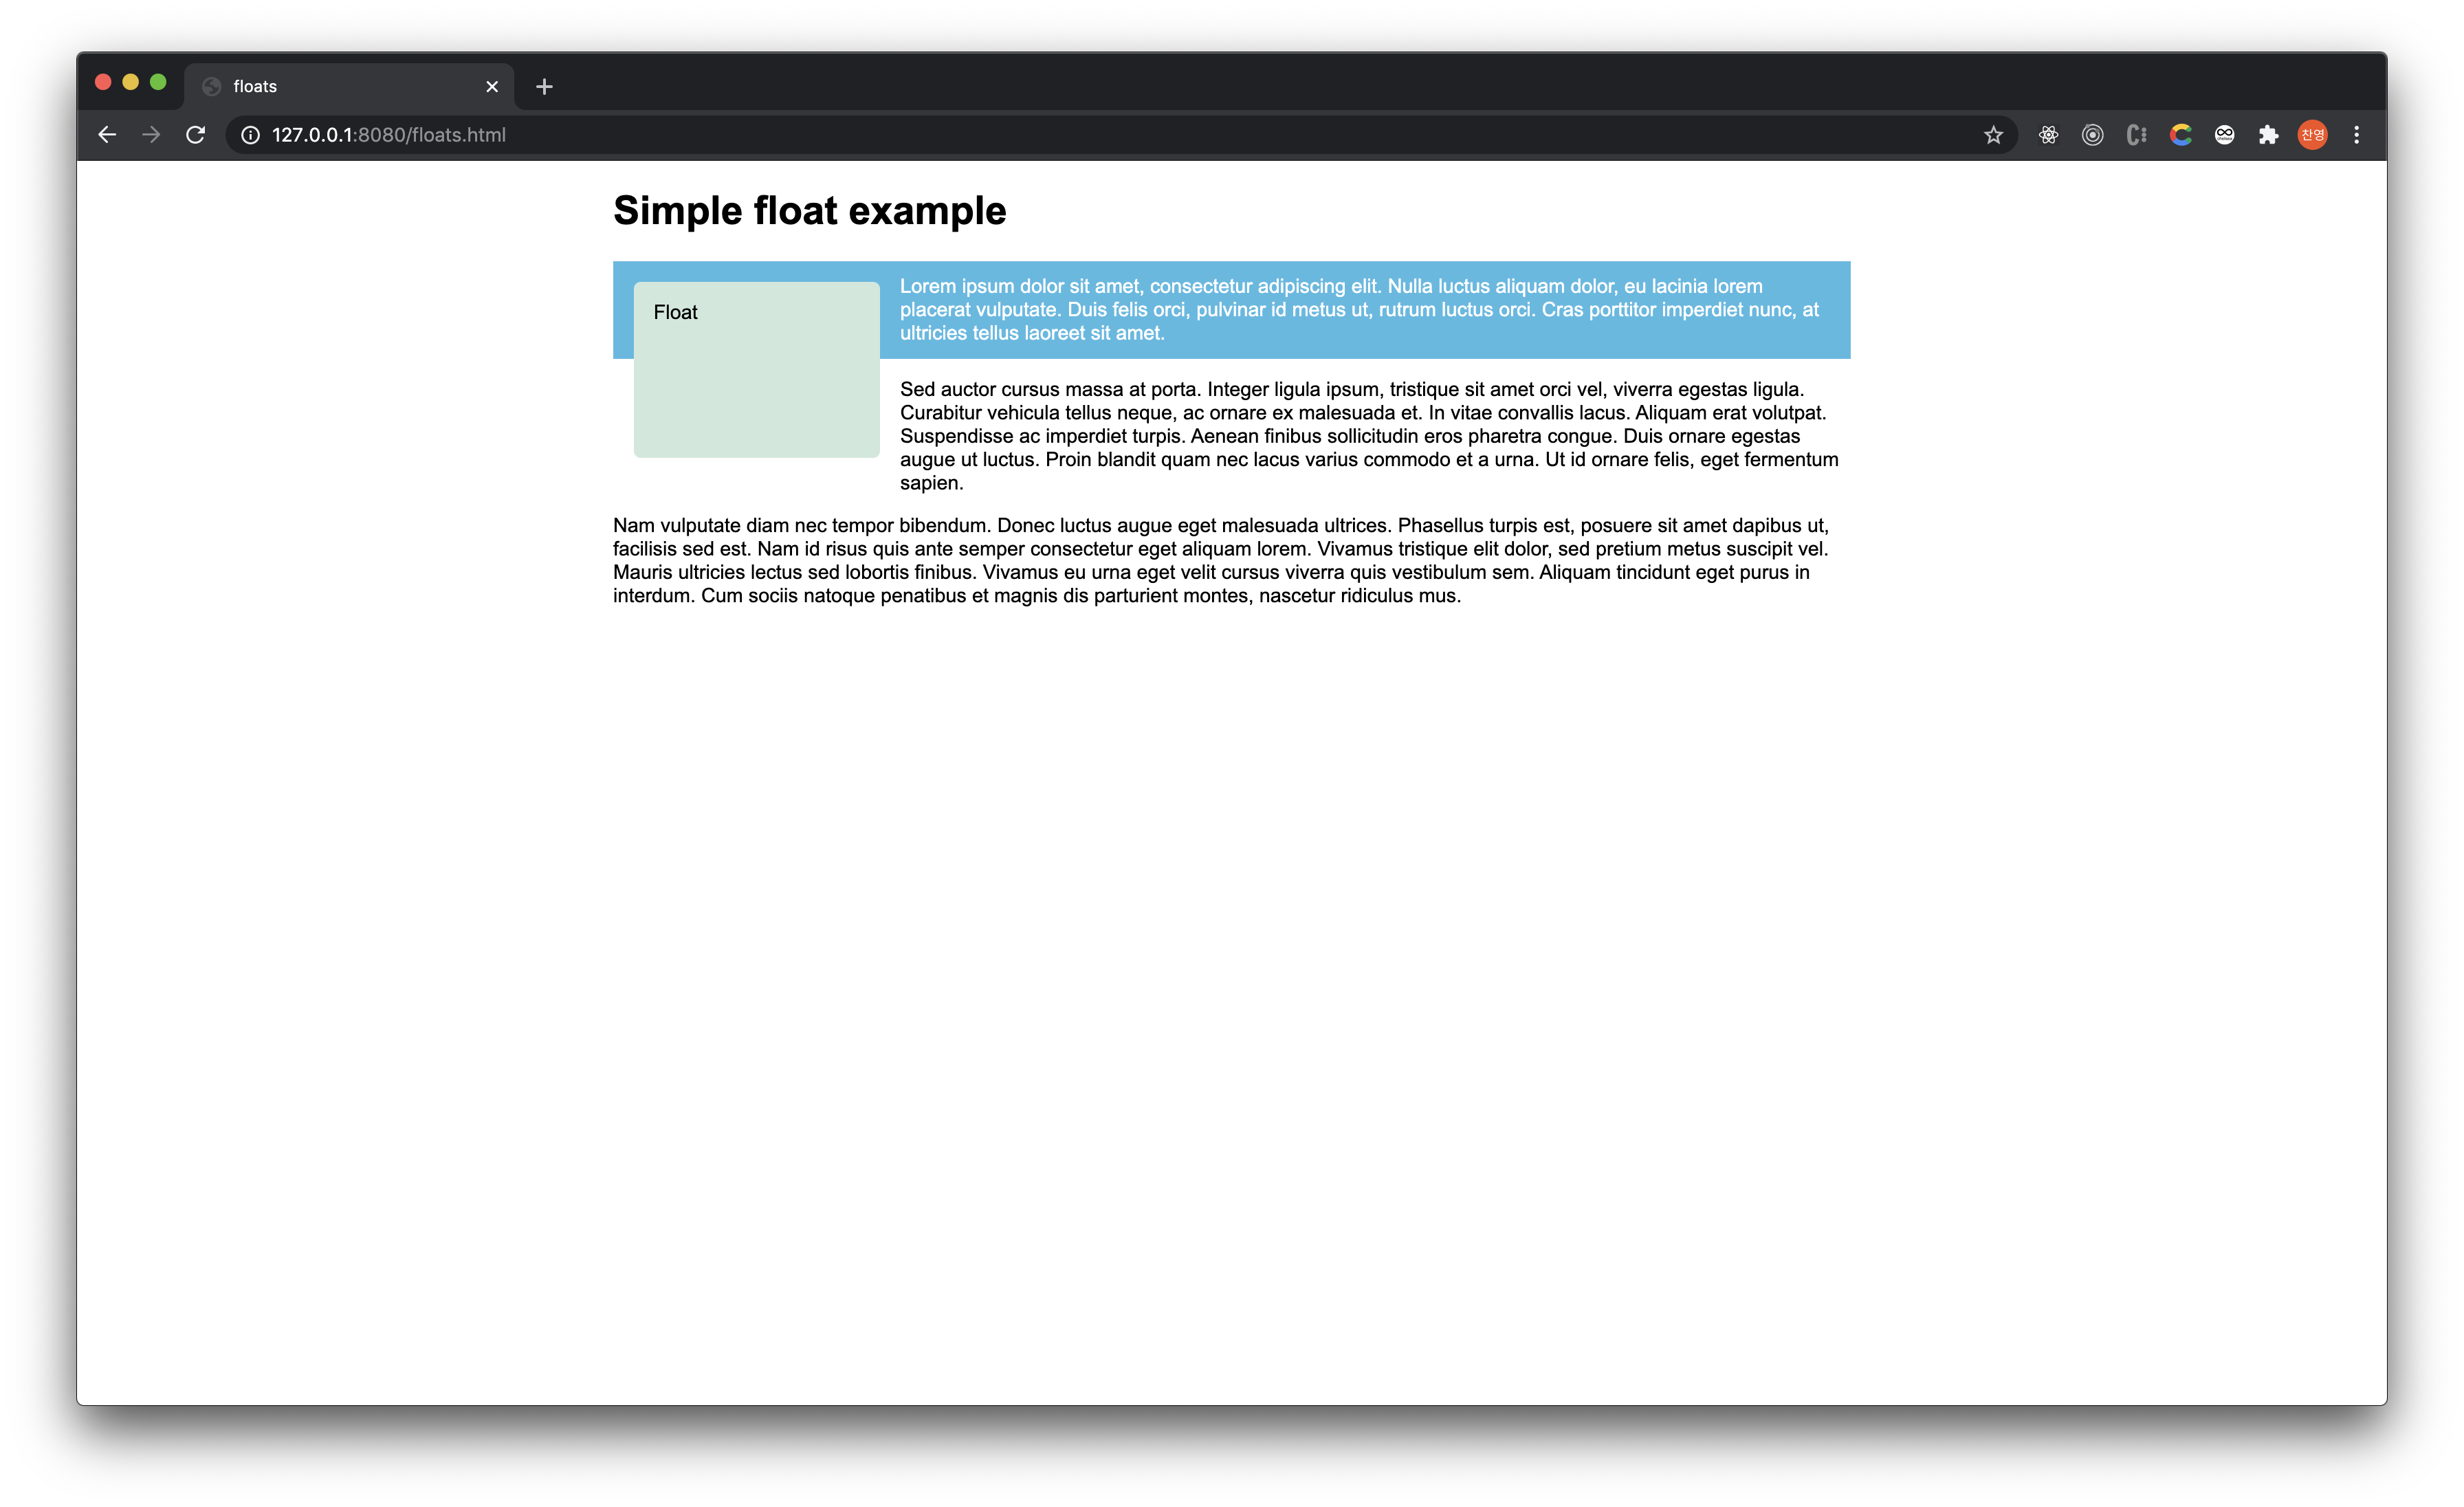 floats
127.0.0.1:8080/floats.html
찬영
Simple float example
Float
Lorem ipsum dolor sit amet, consectetur adipiscing elit. Nulla luctus aliquam dolor, eu lacinia lorem
placerat vulputate. Duis felis orci, pulvinar id metus ut, rutrum luctus orci. Cras porttitor imperdiet nunc, at
ultricies tellus laoreet sit amet.
Sed auctor cursus massa at porta. Integer ligula ipsum, tristique sit amet orci vel, viverra egestas ligula.
Curabitur vehicula tellus neque, ac ornare ex malesuada et. In vitae convallis lacus. Aliquam erat volutpat.
Suspendisse ac imperdiet turpis. Aenean finibus sollicitudin eros pharetra congue. Duis ornare egestas
augue ut luctus. Proin blandit quam nec lacus varius commodo et a urna. Ut id ornare felis, eget fermentum
sapien.
Nam vulputate diam nec tempor bibendum. Donec luctus augue eget malesuada ultrices. Phasellus turpis est, posuere sit amet dapibus ut,
facilisis sed est. Nam id risus quis ante semper consectetur eget aliquam lorem. Vivamus tristique elit dolor, sed pretium metus suscipit vel.
Mauris ultricies lectus sed lobortis finibus. Vivamus eu urna eget velit cursus viverra quis vestibulum sem. Aliquam tincidunt eget purus in
interdum. Cum sociis natoque penatibus et magnis dis parturient montes, nascetur ridiculus mus.